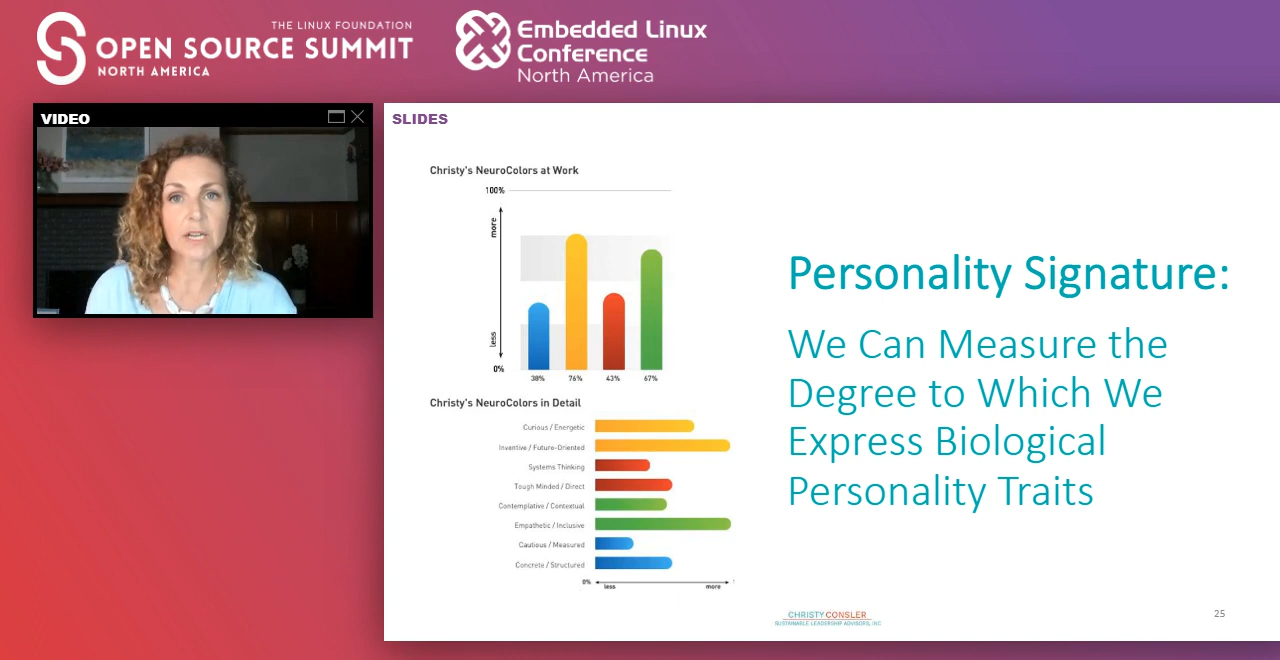 THE LINUX FOUNDATION
OPEN SOURCE SUMMIT
NORTH AMERICA
Embedded Linux
Conference
North America
VIDEO
SLIDES
Christy's NeuroColors at Work
100%
more
less
0%
38% 76% 43% 67%
Christy's NeuroColors in Detail
Curious / Energetic
Inventive / Future-Oriented
Systems Thinking
Tough Minded / Direct
Contemplative / Contextual
Empathetic / Inclusive
Cautious / Measured
Concrete / Structured
0% less more
Personality Signature:
We Can Measure the
Degree to Which We
Express Biological
Personality Traits
CHRISTY CONSLER
SUSTAINABLE LEADERSHIP ADVISORS, INC
25